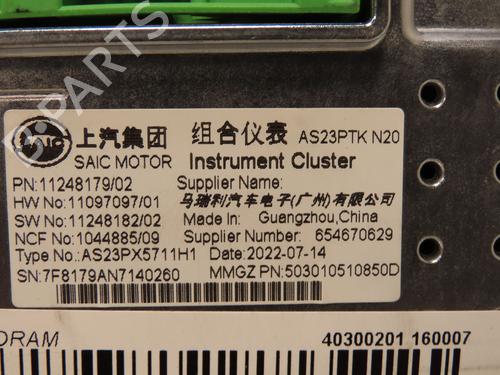 SAIC 上汽集团 组合仪表 AS23PTK N20
SAIC MOTOR Instrument Cluster
PN:11248179/02 Supplier Name:
HW No:11097097/01 马瑞利汽车电子(广州)有限公司
SW No:11248182/02 Made In: Guangzhou,China
NCF No:1044885/09 Supplier Number: 654670629
Type No.:AS23PX5711H1 Date:2022-07-14
SN:7F8179AN7140260 MMGZ PN:503010510850D
40300201 160007